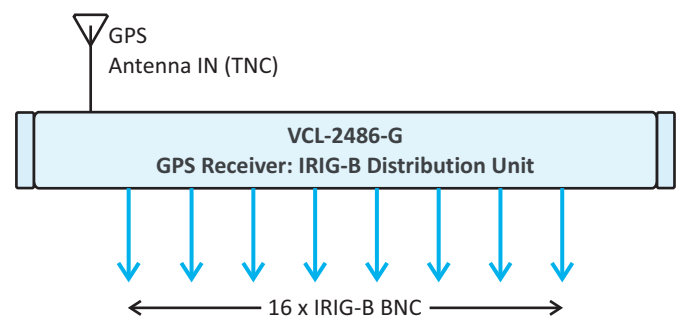 GPS
Antenna IN (TNC)
VCL-2486-G
GPS Receiver: IRIG-B Distribution Unit
16 x IRIG-B BNC